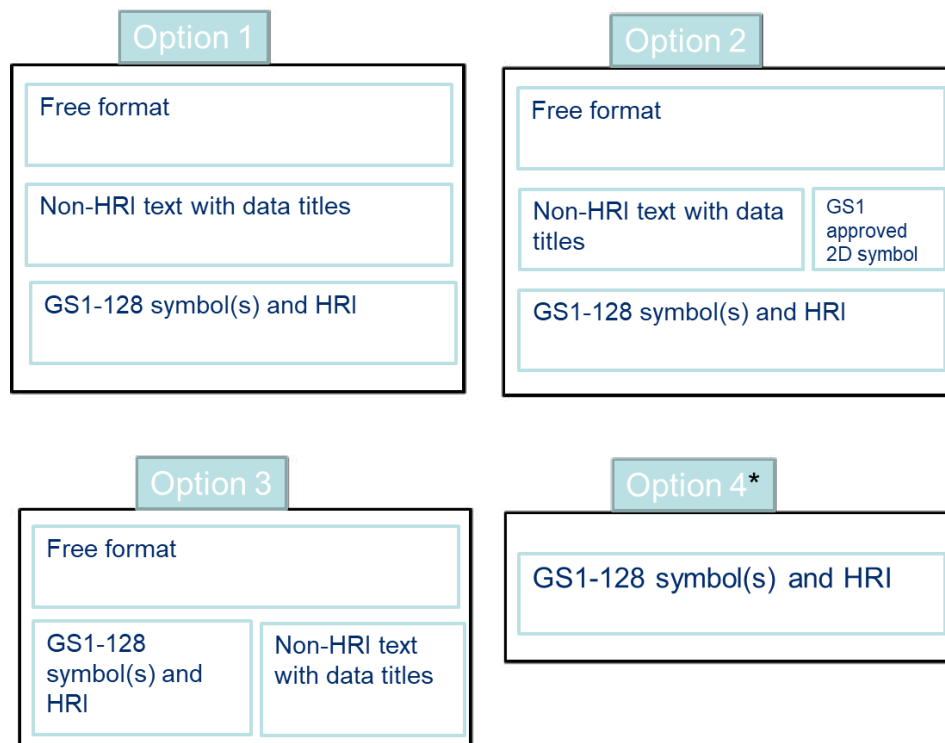 Option 1
Free format
Non-HRI text with data titles
GS1-128 symbol(s) and HRI
Option 2
Free format
Non-HRI text with data
titles
GS1
approved
2D symbol
GS1-128 symbol(s) and HRI
Option 3
Free format
GS1-128
symbol(s) and
HRI
Non-HRI text
with data titles
Option 4*
GS1-128 symbol(s) and HRI